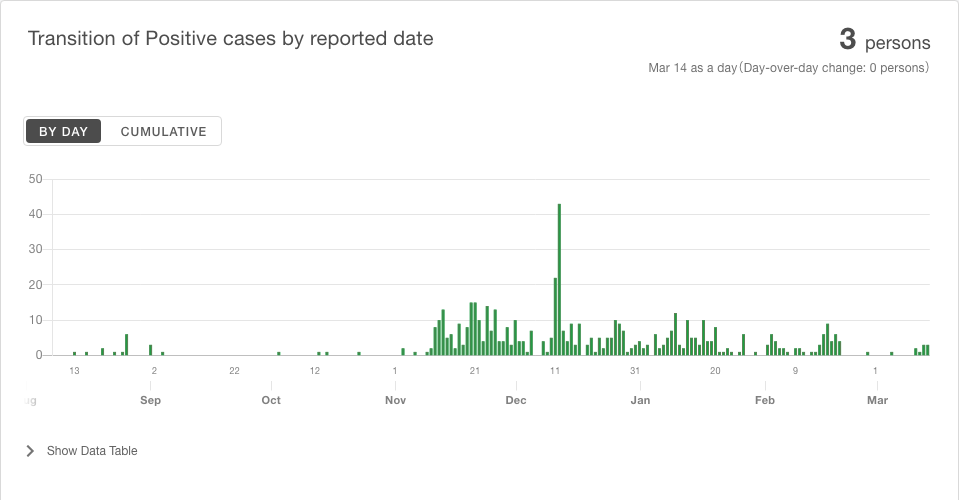 Transition of Positive cases by reported date
3 persons
Mar 14 as a day(Day-over-day change: 0 persons)
BY DAY
CUMULATIVE
50
40
30
20
10
0
13 2 22 12 1 21 11 31 20 9 1
ug Sep Oct Nov Dec Jan Feb Mar
Show Data Table